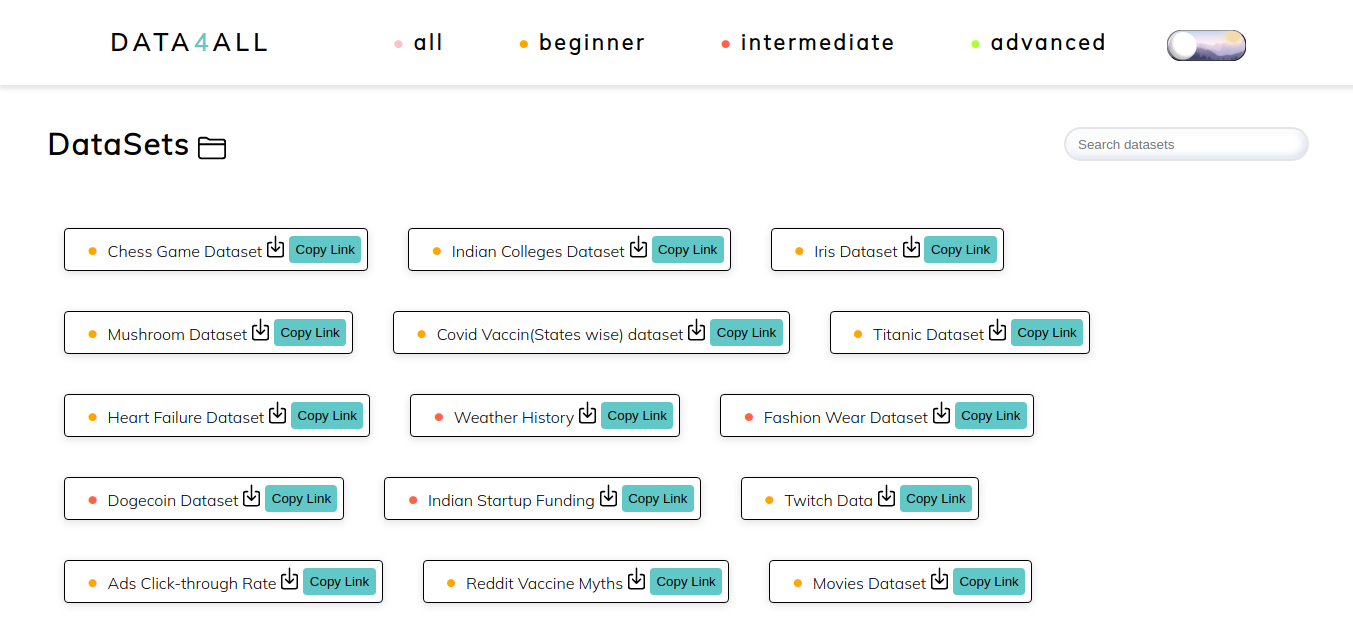 DATA4ALL all beginner intermediate advanced
DataSets Search datasets
Chess Game Dataset Copy Link Indian Colleges Dataset Copy Link Iris Dataset Copy Link
Mushroom Dataset Copy Link Covid Vaccin(States wise) dataset Copy Link Titanic Dataset Copy Link
Heart Failure Dataset Copy Link Weather History Copy Link Fashion Wear Dataset Copy Link
Dogecoin Dataset Copy Link Indian Startup Funding Copy Link Twitch Data Copy Link
Ads Click-through Rate Copy Link Reddit Vaccine Myths Copy Link Movies Dataset Copy Link